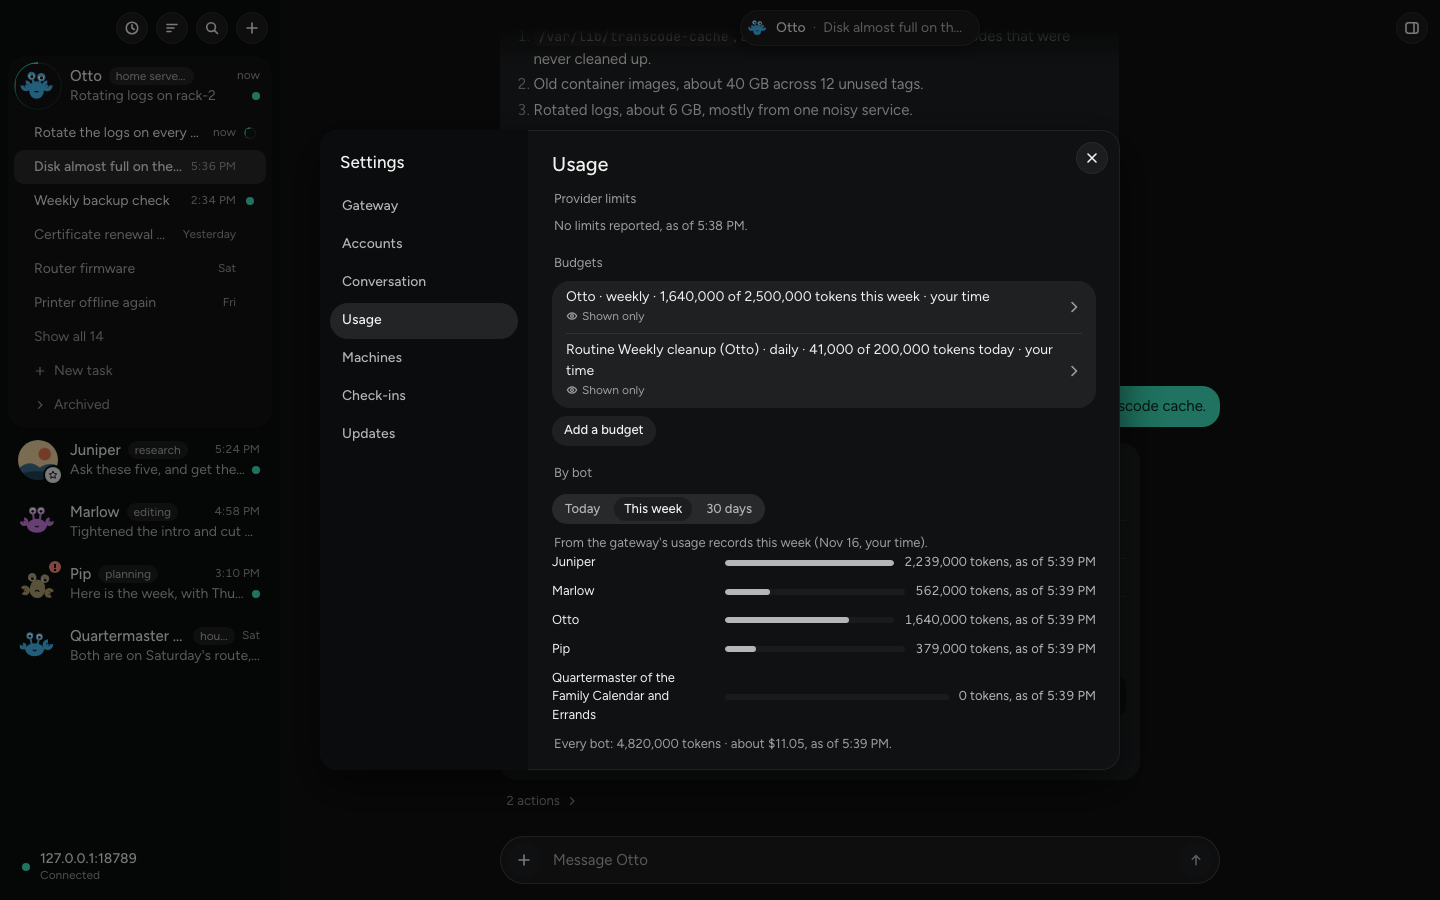 Otto
home serve...
now
Rotating logs on rack-2
Rotate the logs on every ...
now
Disk almost full on the...
5:36 PM
Weekly backup check
2:34 PM
Certificate renewal ...
Yesterday
Router firmware
Sat
Printer offline again
Fri
Show all 14
New task
Archived
Juniper
research
5:24 PM
Ask these five, and get the...
Marlow
editing
4:58 PM
Tightened the intro and cut ...
Pip
planning
3:10 PM
Here is the week, with Thu...
Quartermaster ...
hou...
Sat
Both are on Saturday's route,...
127.0.0.1:18789
Connected
Otto · Disk almost full on th...
1. /var/lib/transcode-cache, 
never cleaned up.
2. Old container images, about 40 GB across 12 unused tags.
3. Rotated logs, about 6 GB, mostly from one noisy service.
scode cache.
Settings
Gateway
Accounts
Conversation
Usage
Machines
Check-ins
Updates
Usage
Provider limits
No limits reported, as of 5:38 PM.
Budgets
Otto · weekly · 1,640,000 of 2,500,000 tokens this week · your time
Shown only
Routine Weekly cleanup (Otto) · daily · 41,000 of 200,000 tokens today · your
time
Shown only
Add a budget
By bot
Today
This week
30 days
From the gateway's usage records this week (Nov 16, your time).
Juniper
2,239,000 tokens, as of 5:39 PM
Marlow
562,000 tokens, as of 5:39 PM
Otto
1,640,000 tokens, as of 5:39 PM
Pip
379,000 tokens, as of 5:39 PM
Quartermaster of the
Family Calendar and
Errands
0 tokens, as of 5:39 PM
Every bot: 4,820,000 tokens · about $11.05, as of 5:39 PM.
2 actions
Message Otto